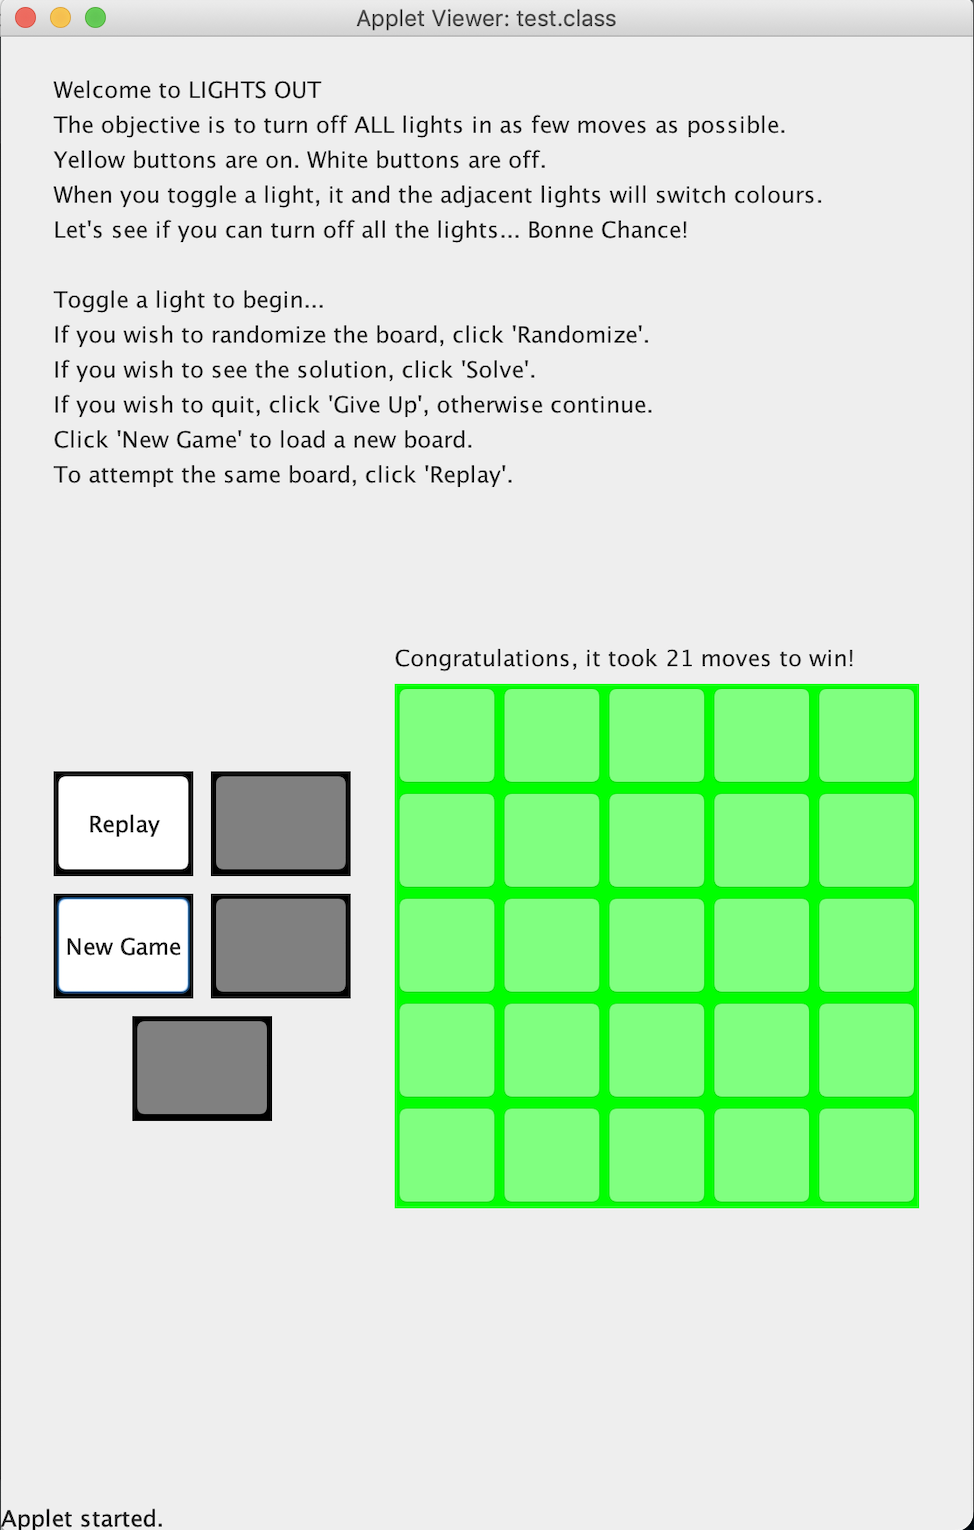 Applet Viewer: test.class
Welcome to LIGHTS OUT
The objective is to turn off ALL lights in as few moves as possible.
Yellow buttons are on. White buttons are off.
When you toggle a light, it and the adjacent lights will switch colours.
Let's see if you can turn off all the lights... Bonne Chance!
Toggle a light to begin...
If you wish to randomize the board, click 'Randomize'.
If you wish to see the solution, click 'Solve'.
If you wish to quit, click 'Give Up', otherwise continue.
Click 'New Game' to load a new board.
To attempt the same board, click 'Replay'.
Congratulations, it took 21 moves to win!
Replay
New Game
Applet started.